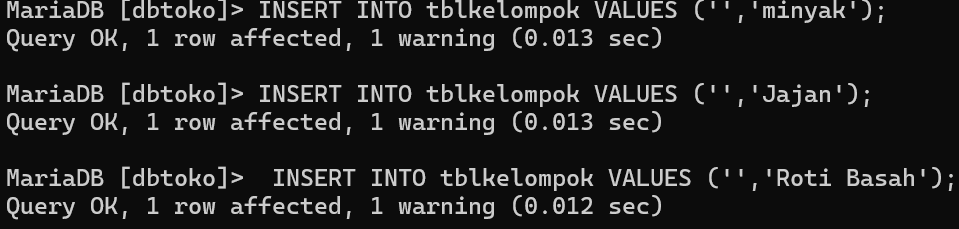 MariaDB [dbtoko]> INSERT INTO tblkelompok VALUES ('','minyak');
Query OK, 1 row affected, 1 warning (0.013 sec)
MariaDB [dbtoko]> INSERT INTO tblkelompok VALUES ('','Jajan');
Query OK, 1 row affected, 1 warning (0.013 sec)
MariaDB [dbtoko]>  INSERT INTO tblkelompok VALUES ('','Roti Basah');
Query OK, 1 row affected, 1 warning (0.012 sec)